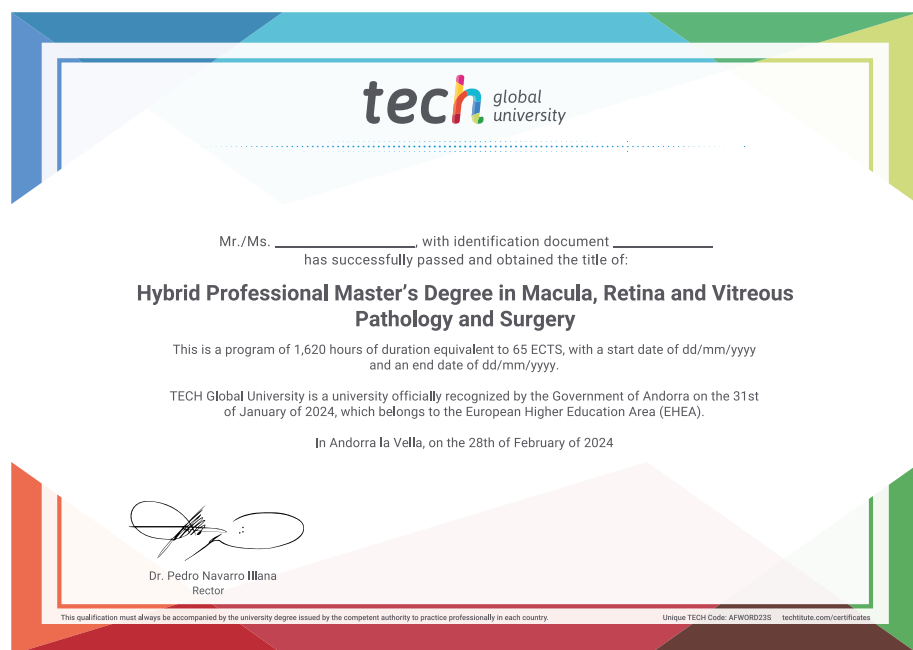 tech global
university
Mr./Ms. ____________________, with identification document ______________
has successfully passed and obtained the title of:
Hybrid Professional Master’s Degree in Macula, Retina and Vitreous
Pathology and Surgery
This is a program of 1,620 hours of duration equivalent to 65 ECTS, with a start date of dd/mm/yyyy
and an end date of dd/mm/yyyy.
TECH Global University is a university officially recognized by the Government of Andorra on the 31st
of January of 2024, which belongs to the European Higher Education Area (EHEA).
In Andorra la Vella, on the 28th of February of 2024
Dr. Pedro Navarro Illana
Rector
This qualification must always be accompanied by the university degree issued by the competent authority to practice professionally in each country.
Unique TECH Code: AFWORD23S techtitute.com/certificates